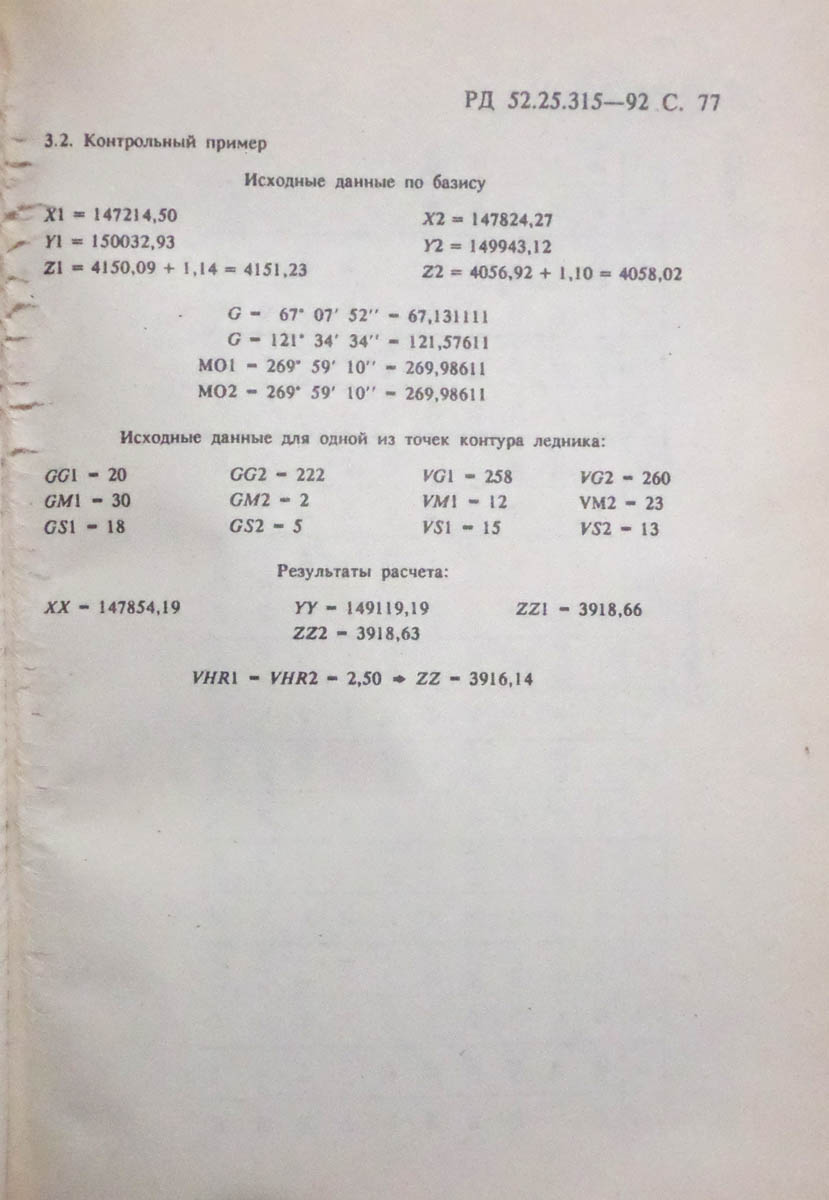 РД 52.25.315—92 С. 77
3.2. Контрольный пример
Исходные данные по базису
X1 = 147214,50 X2 = 147824,27
Y1 = 150032,93 Y2 = 149943,12
Z1 = 4150,09 + 1,14 = 4151,23 Z2 = 4056,92 + 1,10 = 4058,02
G = 67° 07′ 52′′ = 67,131111
G = 121° 34′ 34′′ = 121,57611
МО1 = 269° 59′ 10′′ = 269,98611
МО2 = 269° 59′ 10′′ = 269,98611
Исходные данные для одной из точек контура ледника:
GG1 = 20 GG2 = 222 VG1 = 258 VG2 = 260
GM1 = 30 GM2 = 2 VM1 = 12 VM2 = 23
GS1 = 18 GS2 = 5 VS1 = 15 VS2 = 13
Результаты расчета:
XX = 147854,19 YY = 149119,19 ZZ1 = 3918,66
ZZ2 = 3918,63
VHR1 = VHR2 = 2,50 → ZZ = 3916,14